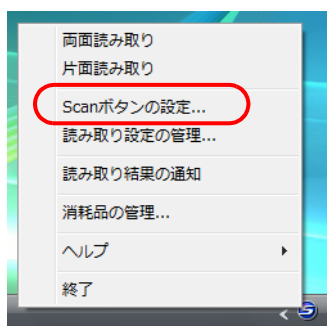 両面読み取り
片面読み取り
Scanボタンの設定...
読み取り設定の管理...
読み取り結果の通知
消耗品の管理...
ヘルプ
終了